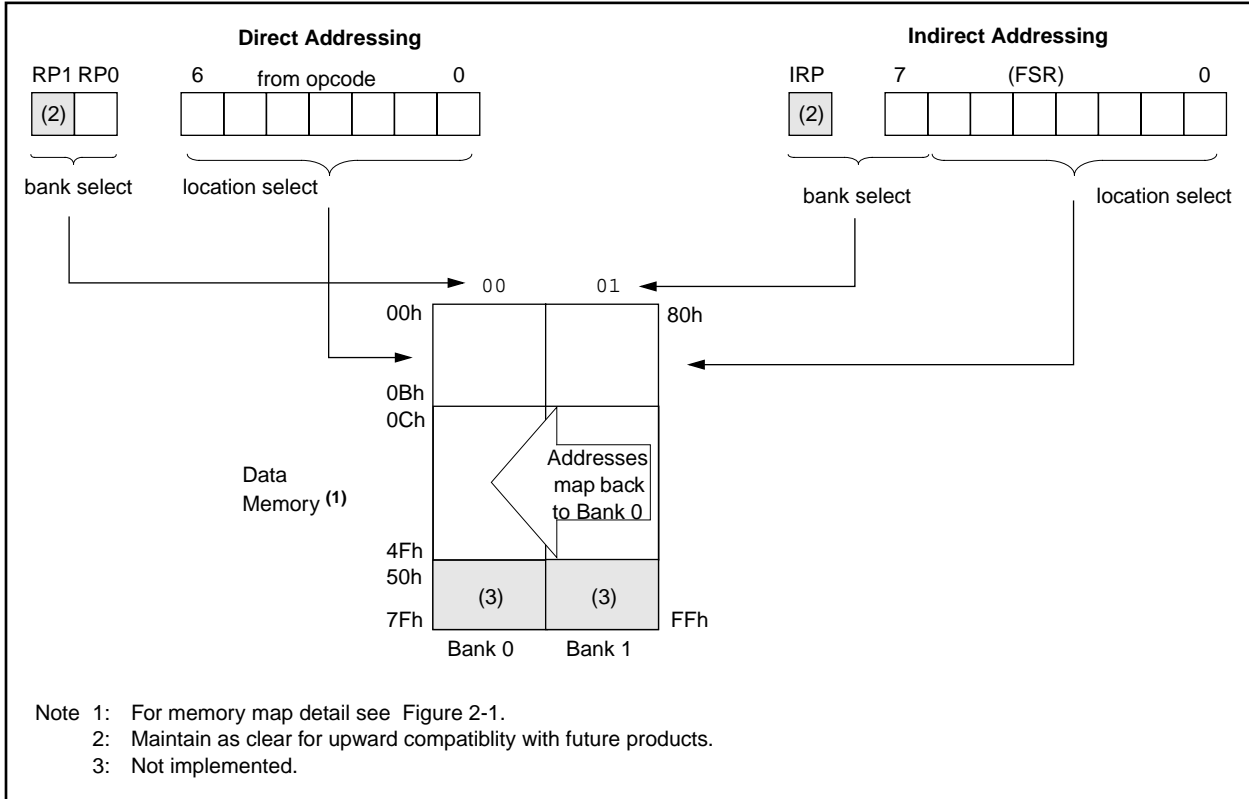 Direct Addressing
Indirect Addressing
RP1 RP0
6 from opcode 0
IRP
7 (FSR) 0
(2)
(2)
bank select
location select
bank select
location select
00 01
00h
80h
0Bh
0Ch
Addresses
map back
to Bank 0
Data
Memory (1)
4Fh
50h
(3)
(3)
7Fh
FFh
Bank 0
Bank 1
Note 1: For memory map detail see Figure 2-1.
2: Maintain as clear for upward compatiblity with future products.
3: Not implemented.